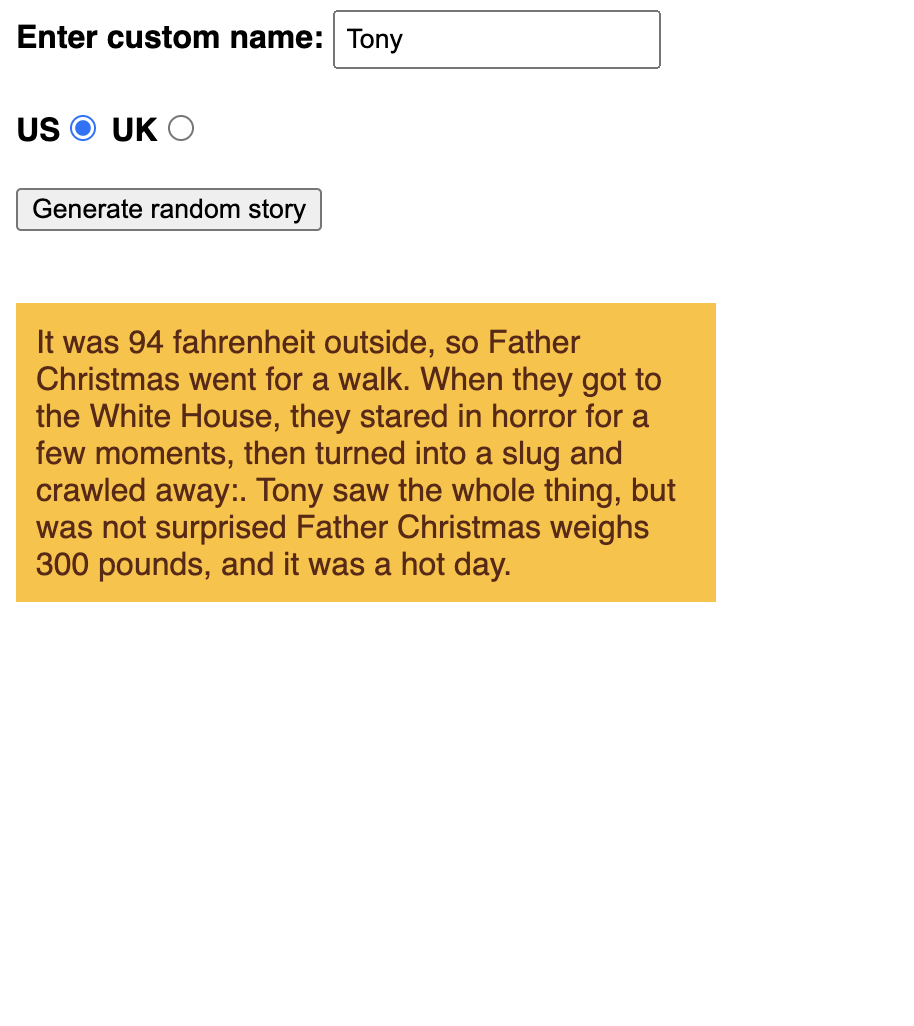 Enter custom name: Tony
US UK
Generate random story
It was 94 fahrenheit outside, so Father
Christmas went for a walk. When they got to
the White House, they stared in horror for a
few moments, then turned into a slug and
crawled away:. Tony saw the whole thing, but
was not surprised Father Christmas weighs
300 pounds, and it was a hot day.